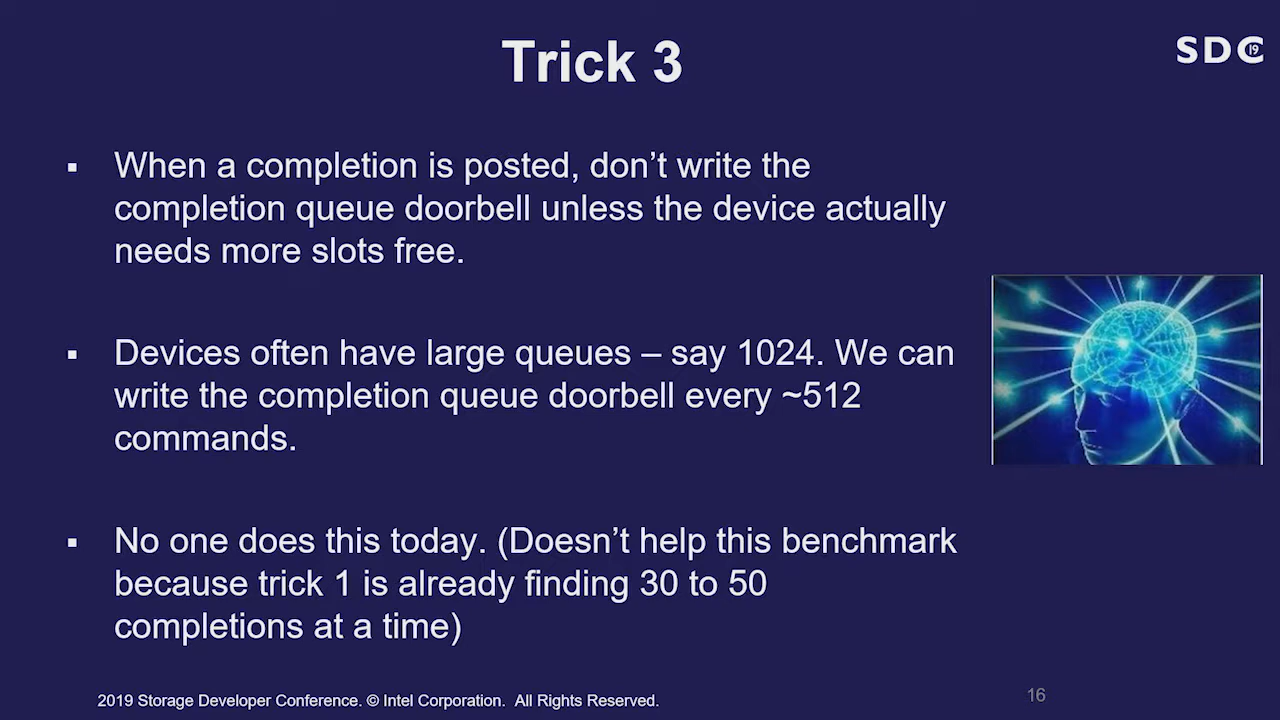 Trick 3
SDC 19
▪ When a completion is posted, don’t write the
completion queue doorbell unless the device actually
needs more slots free.
▪ Devices often have large queues – say 1024. We can
write the completion queue doorbell every ~512
commands.
▪ No one does this today. (Doesn’t help this benchmark
because trick 1 is already finding 30 to 50
completions at a time)
2019 Storage Developer Conference. © Intel Corporation. All Rights Reserved.
16